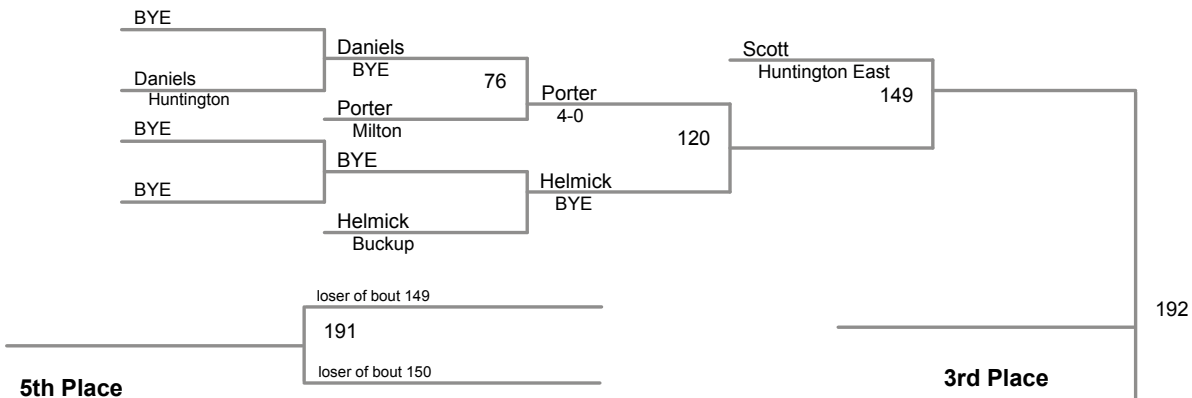 BYE
Daniels
Huntington
BYE
BYE
Daniels
BYE
76
Porter
Milton
BYE
Helmick
Buckup
Porter
4-0
120
Helmick
BYE
Scott
Huntington East
149
192
loser of bout 149
191
loser of bout 150
5th Place
3rd Place